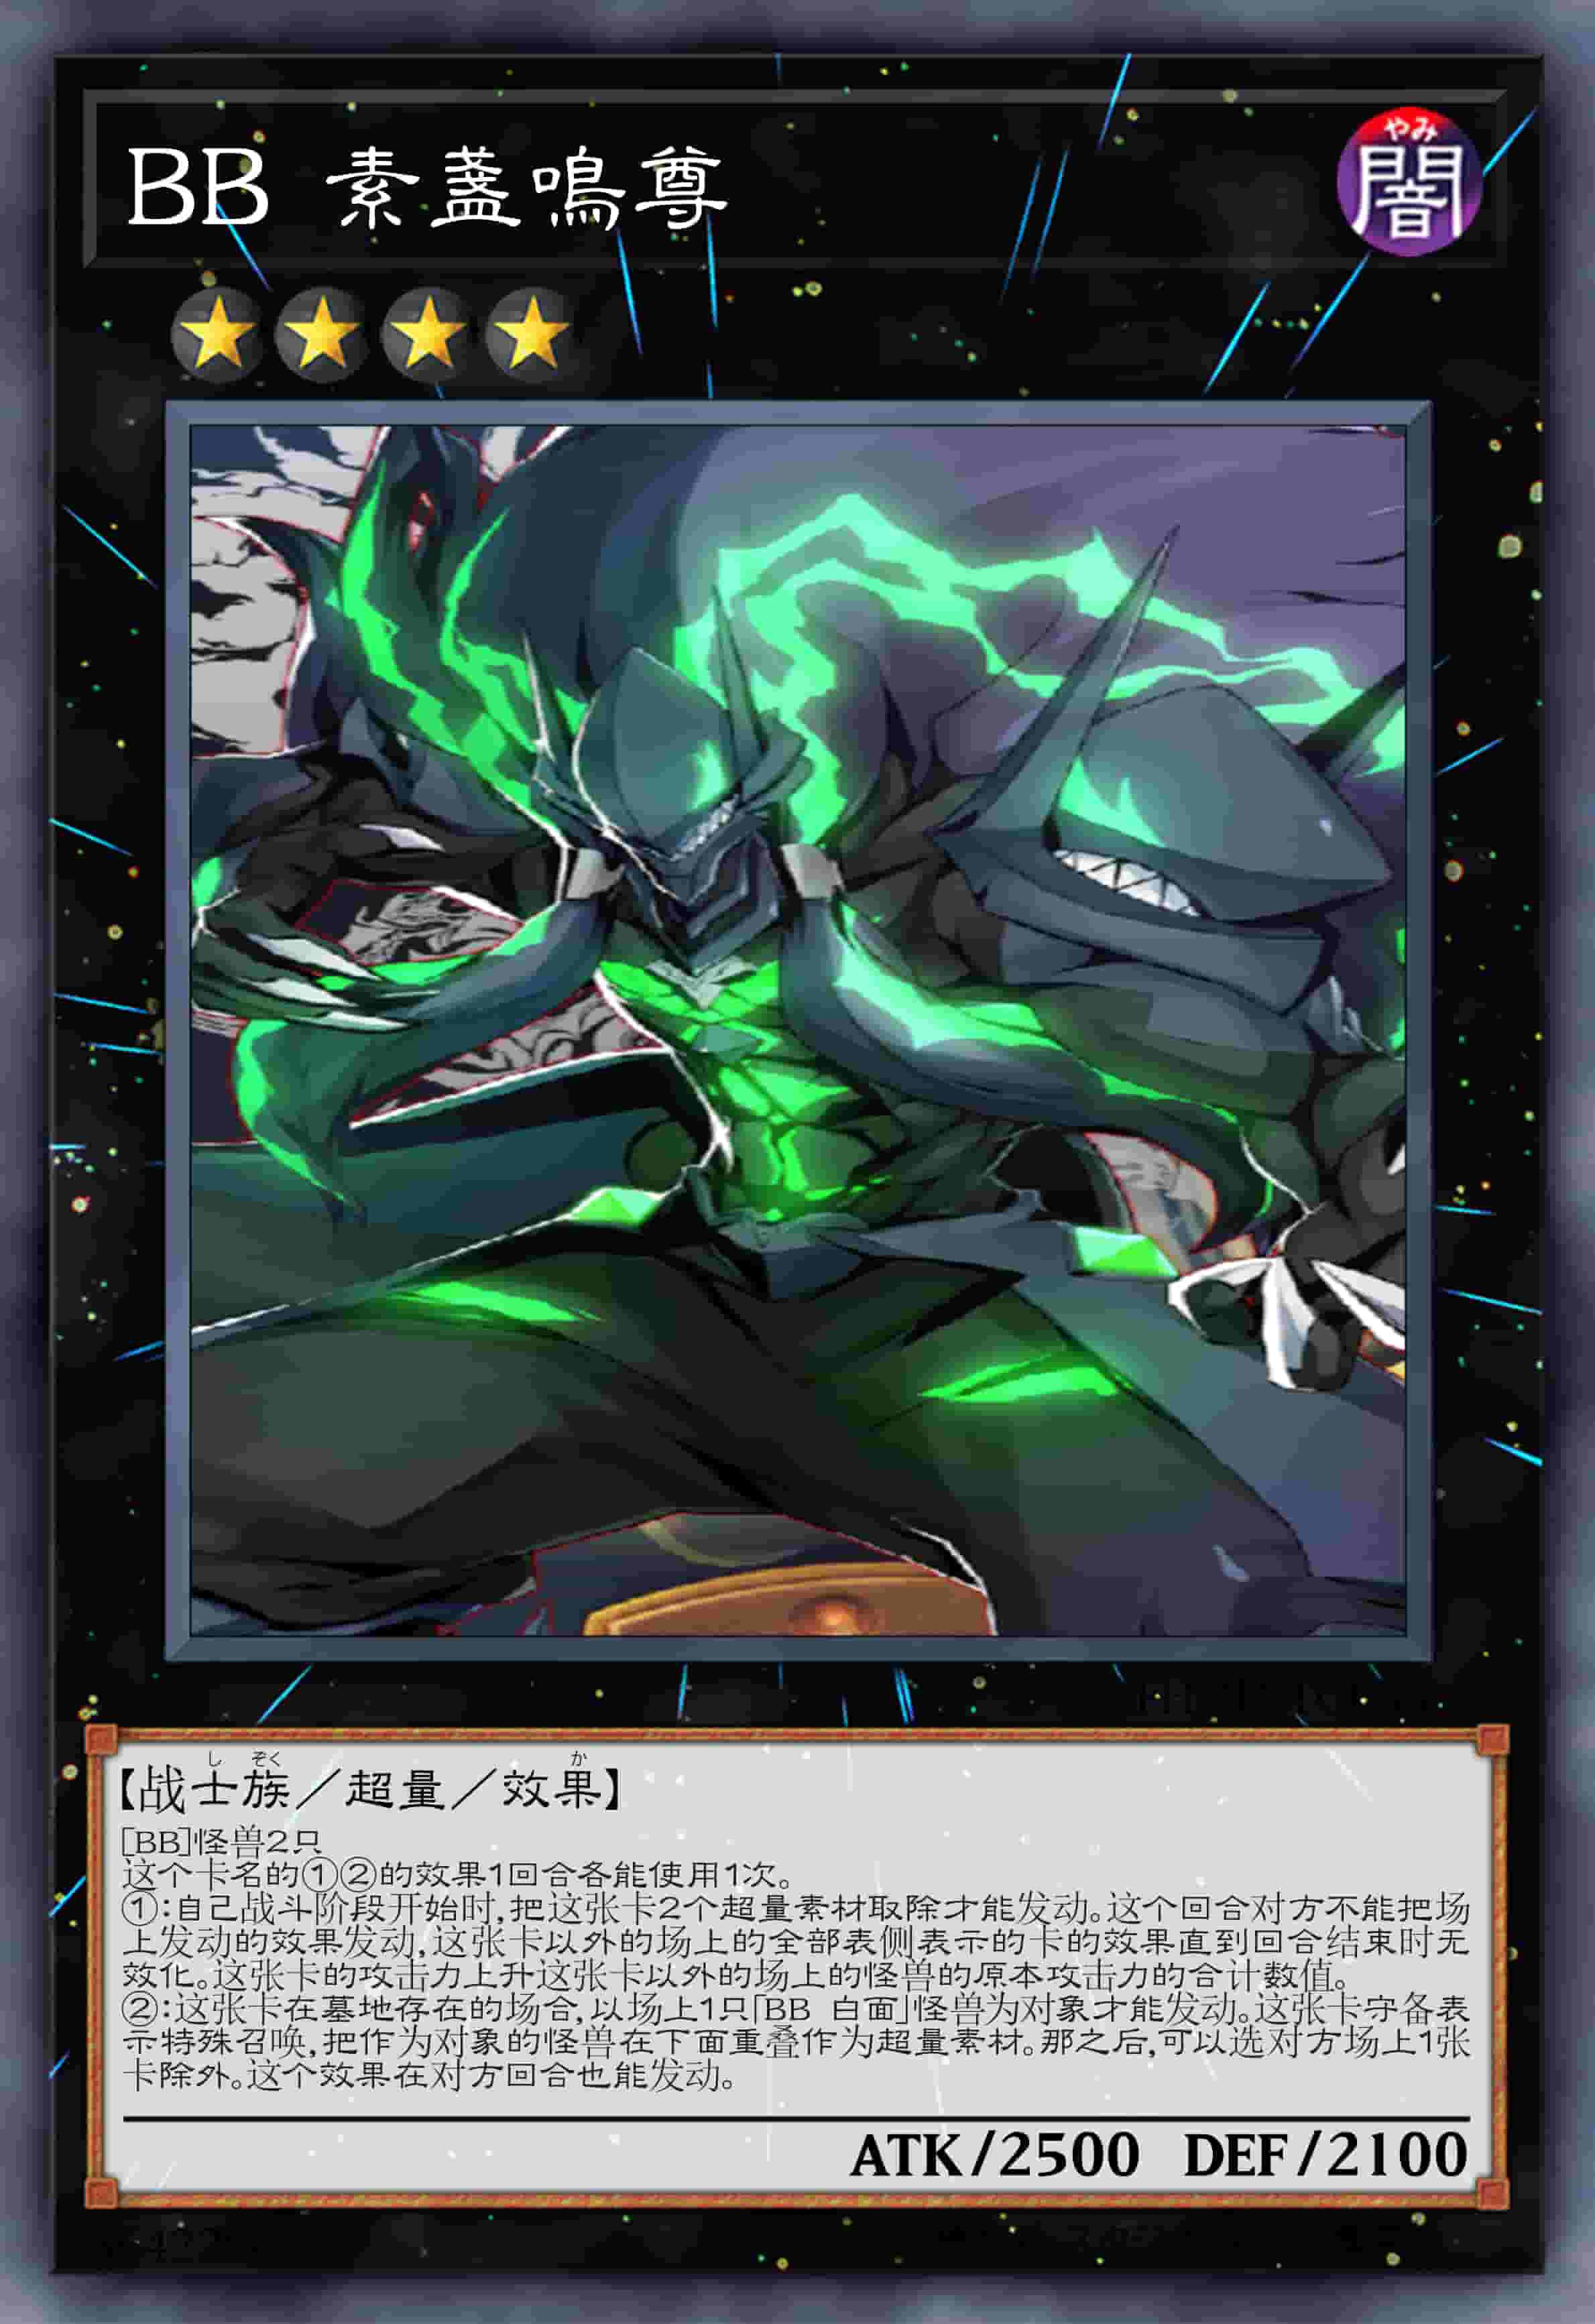 BB 素盞鳴尊
やみ
闇
【战士族／超量／效果】
し ぞく か
[BB]怪兽2只
这个卡名的①②的效果1回合各能使用1次。
①:自己战斗阶段开始时,把这张卡2个超量素材取除才能发动。这个回合对方不能把场
上发动的效果发动,这张卡以外的场上的全部表侧表示的卡的效果直到回合结束时无
效化。这张卡的攻击力上升这张卡以外的场上的怪兽的原本攻击力的合计数值。
②:这张卡在墓地存在的场合,以场上1只「BB 白面」怪兽为对象才能发动。这张卡守备表
示特殊召唤,把作为对象的怪兽在下面重叠作为超量素材。那之后,可以选对方场上1张
卡除外。这个效果在对方回合也能发动。
ATK/2500 DEF/2100